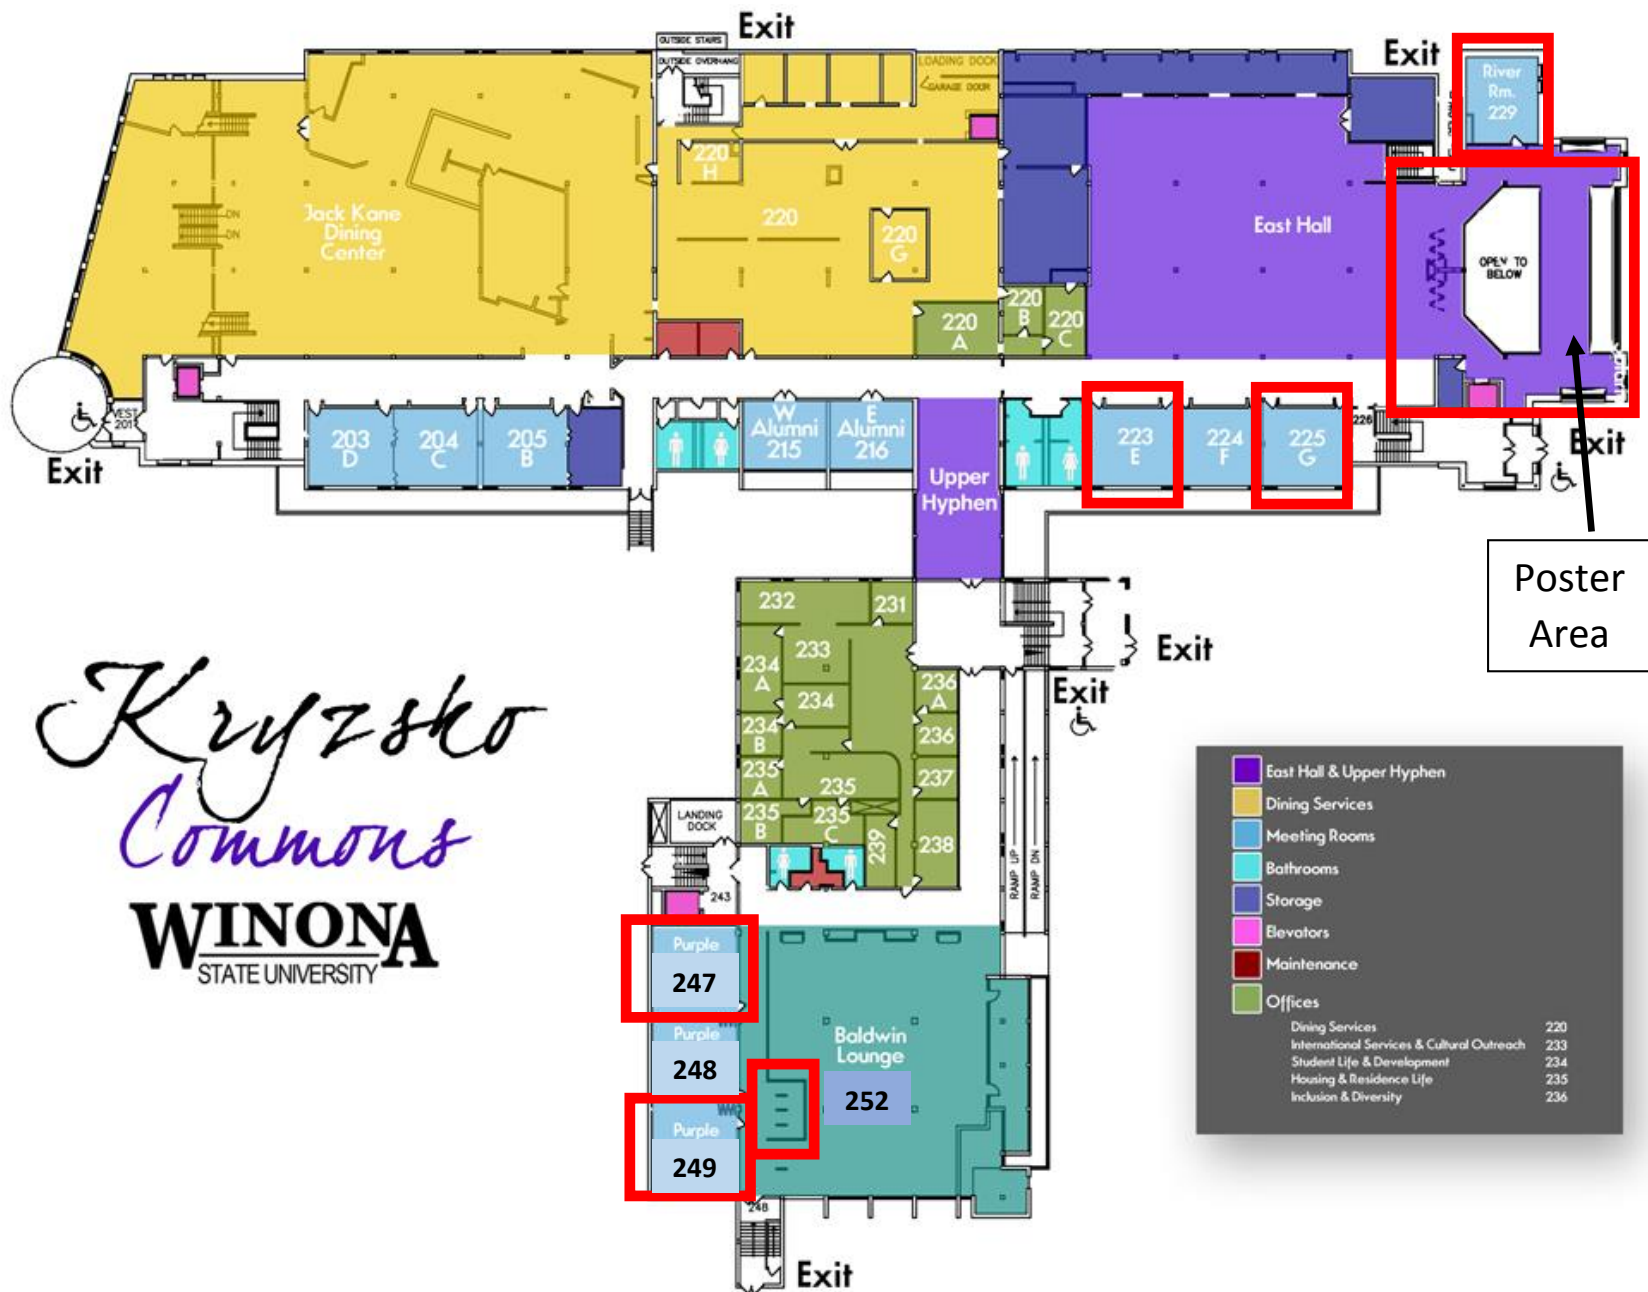 OUTSIDE STAIRS
Exit
OUTSIDE OVERHANG
LOADING DOCK
GARAGE DOOR
Exit
River
Rm.
229
220
H
Jack Kane
Dining
Center
DN
DN
220
220
G
East Hall
OPEN TO
BELOW
220
A
220
B
220
C
VEST
201
Exit
203
D
204
C
205
B
W
Alumni
215
E
Alumni
216
Upper
Hyphen
223
E
224
F
225
G
226
Exit
Poster
Area
232
231
233
234
A
234
236
A
234
B
236
235
A
235
237
235
B
235
C
239
238
Exit
Exit
RAMP UP
RAMP DN
LANDING
DOCK
243
Kryzsko
Commons
WINONA
STATE UNIVERSITY
Purple
247
Purple
248
Purple
249
Baldwin
Lounge
252
248
Exit
East Hall & Upper Hyphen
Dining Services
Meeting Rooms
Bathrooms
Storage
Elevators
Maintenance
Offices
Dining Services 220
International Services & Cultural Outreach 233
Student Life & Development 234
Housing & Residence Life 235
Inclusion & Diversity 236